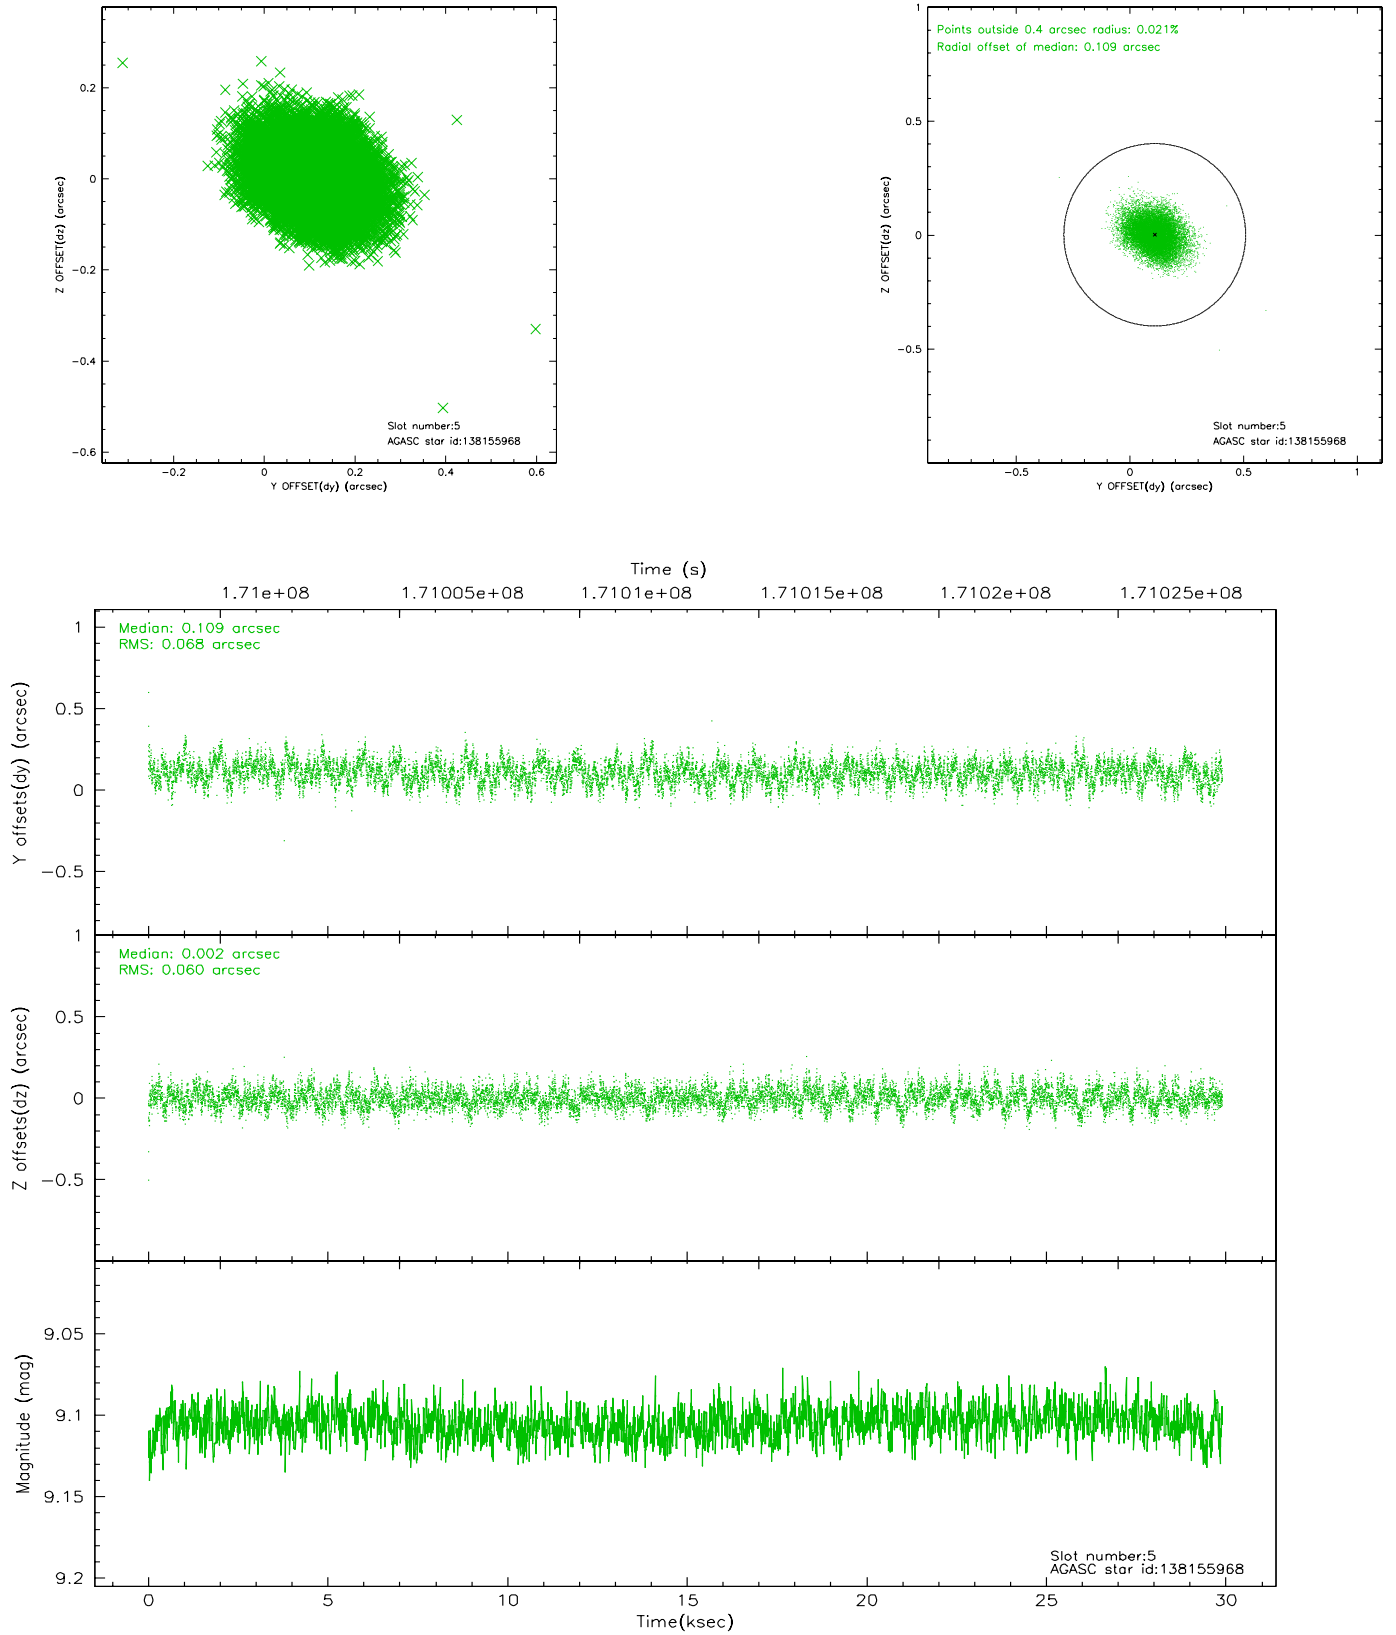 0.2
0
−0.2
−0.4
−0.6
Z OFFSET(dz) (arcsec)
Slot number:5
AGASC star id:138155968
−0.2 0 0.2 0.4 0.6
Y OFFSET(dy) (arcsec)
1
0.5
0
−0.5
Z OFFSET(dz) (arcsec)
Points outside 0.4 arcsec radius: 0.021%
Radial offset of median: 0.109 arcsec
Slot number:5
AGASC star id:138155968
−0.5 0 0.5 1
Y OFFSET(dy) (arcsec)
Time (s)
1.71e+08 1.71005e+08 1.7101e+08 1.71015e+08 1.7102e+08 1.71025e+08
Median: 0.109 arcsec
RMS: 0.068 arcsec
1
0.5
0
−0.5
Y offsets(dy) (arcsec)
Median: 0.002 arcsec
RMS: 0.060 arcsec
1
0.5
0
−0.5
Z offsets(dz) (arcsec)
9.05
9.1
9.15
9.2
Magnitude (mag)
Slot number:5
AGASC star id:138155968
0 5 10 15 20 25 30
Time(ksec)